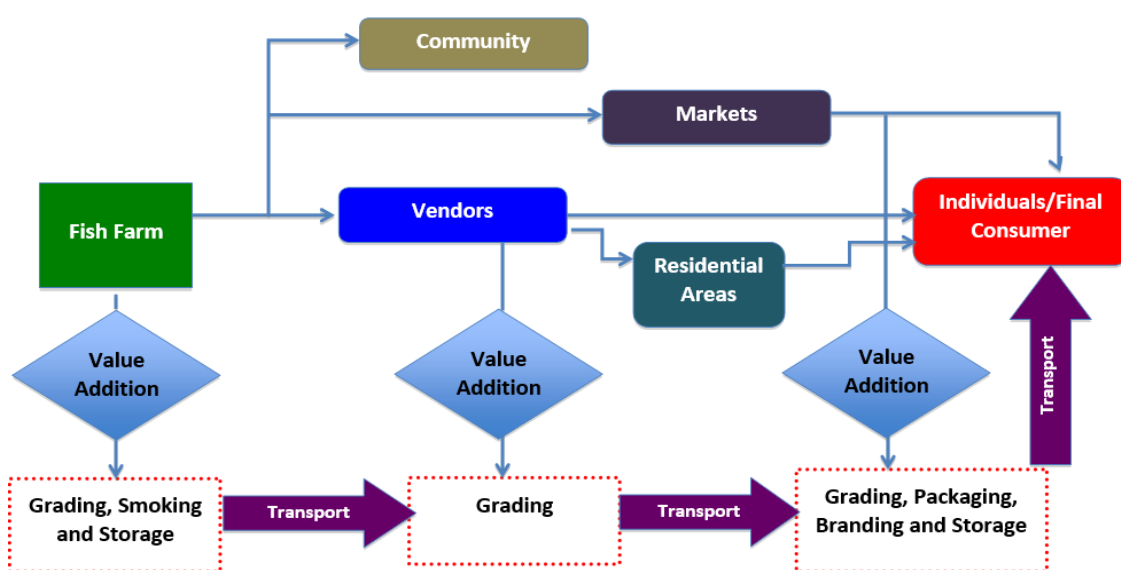 Community
Markets
Fish Farm
Vendors
Individuals/Final
Consumer
Residential
Areas
Value
Addition
Value
Addition
Value
Addition
Transport
Grading, Smoking
and Storage
Transport
Grading
Transport
Grading, Packaging,
Branding and Storage